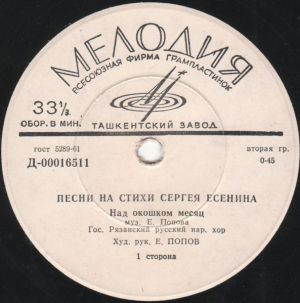 МЕЛОДИЯ
ВСЕСОЮЗНАЯ ФИРМА ГРАМПЛАСТИНОК
33⅓
ОБОР. В МИН.
ТАШКЕНТСКИЙ ЗАВОД
гост 5289-61
вторая гр.
Д-00016511
0-45
ПЕСНИ НА СТИХИ СЕРГЕЯ ЕСЕНИНА
Над окошком месяц
муз. Е. Попова
Гос. Рязанский русский нар. хор
Худ. рук. Е. ПОПОВ
1 сторона